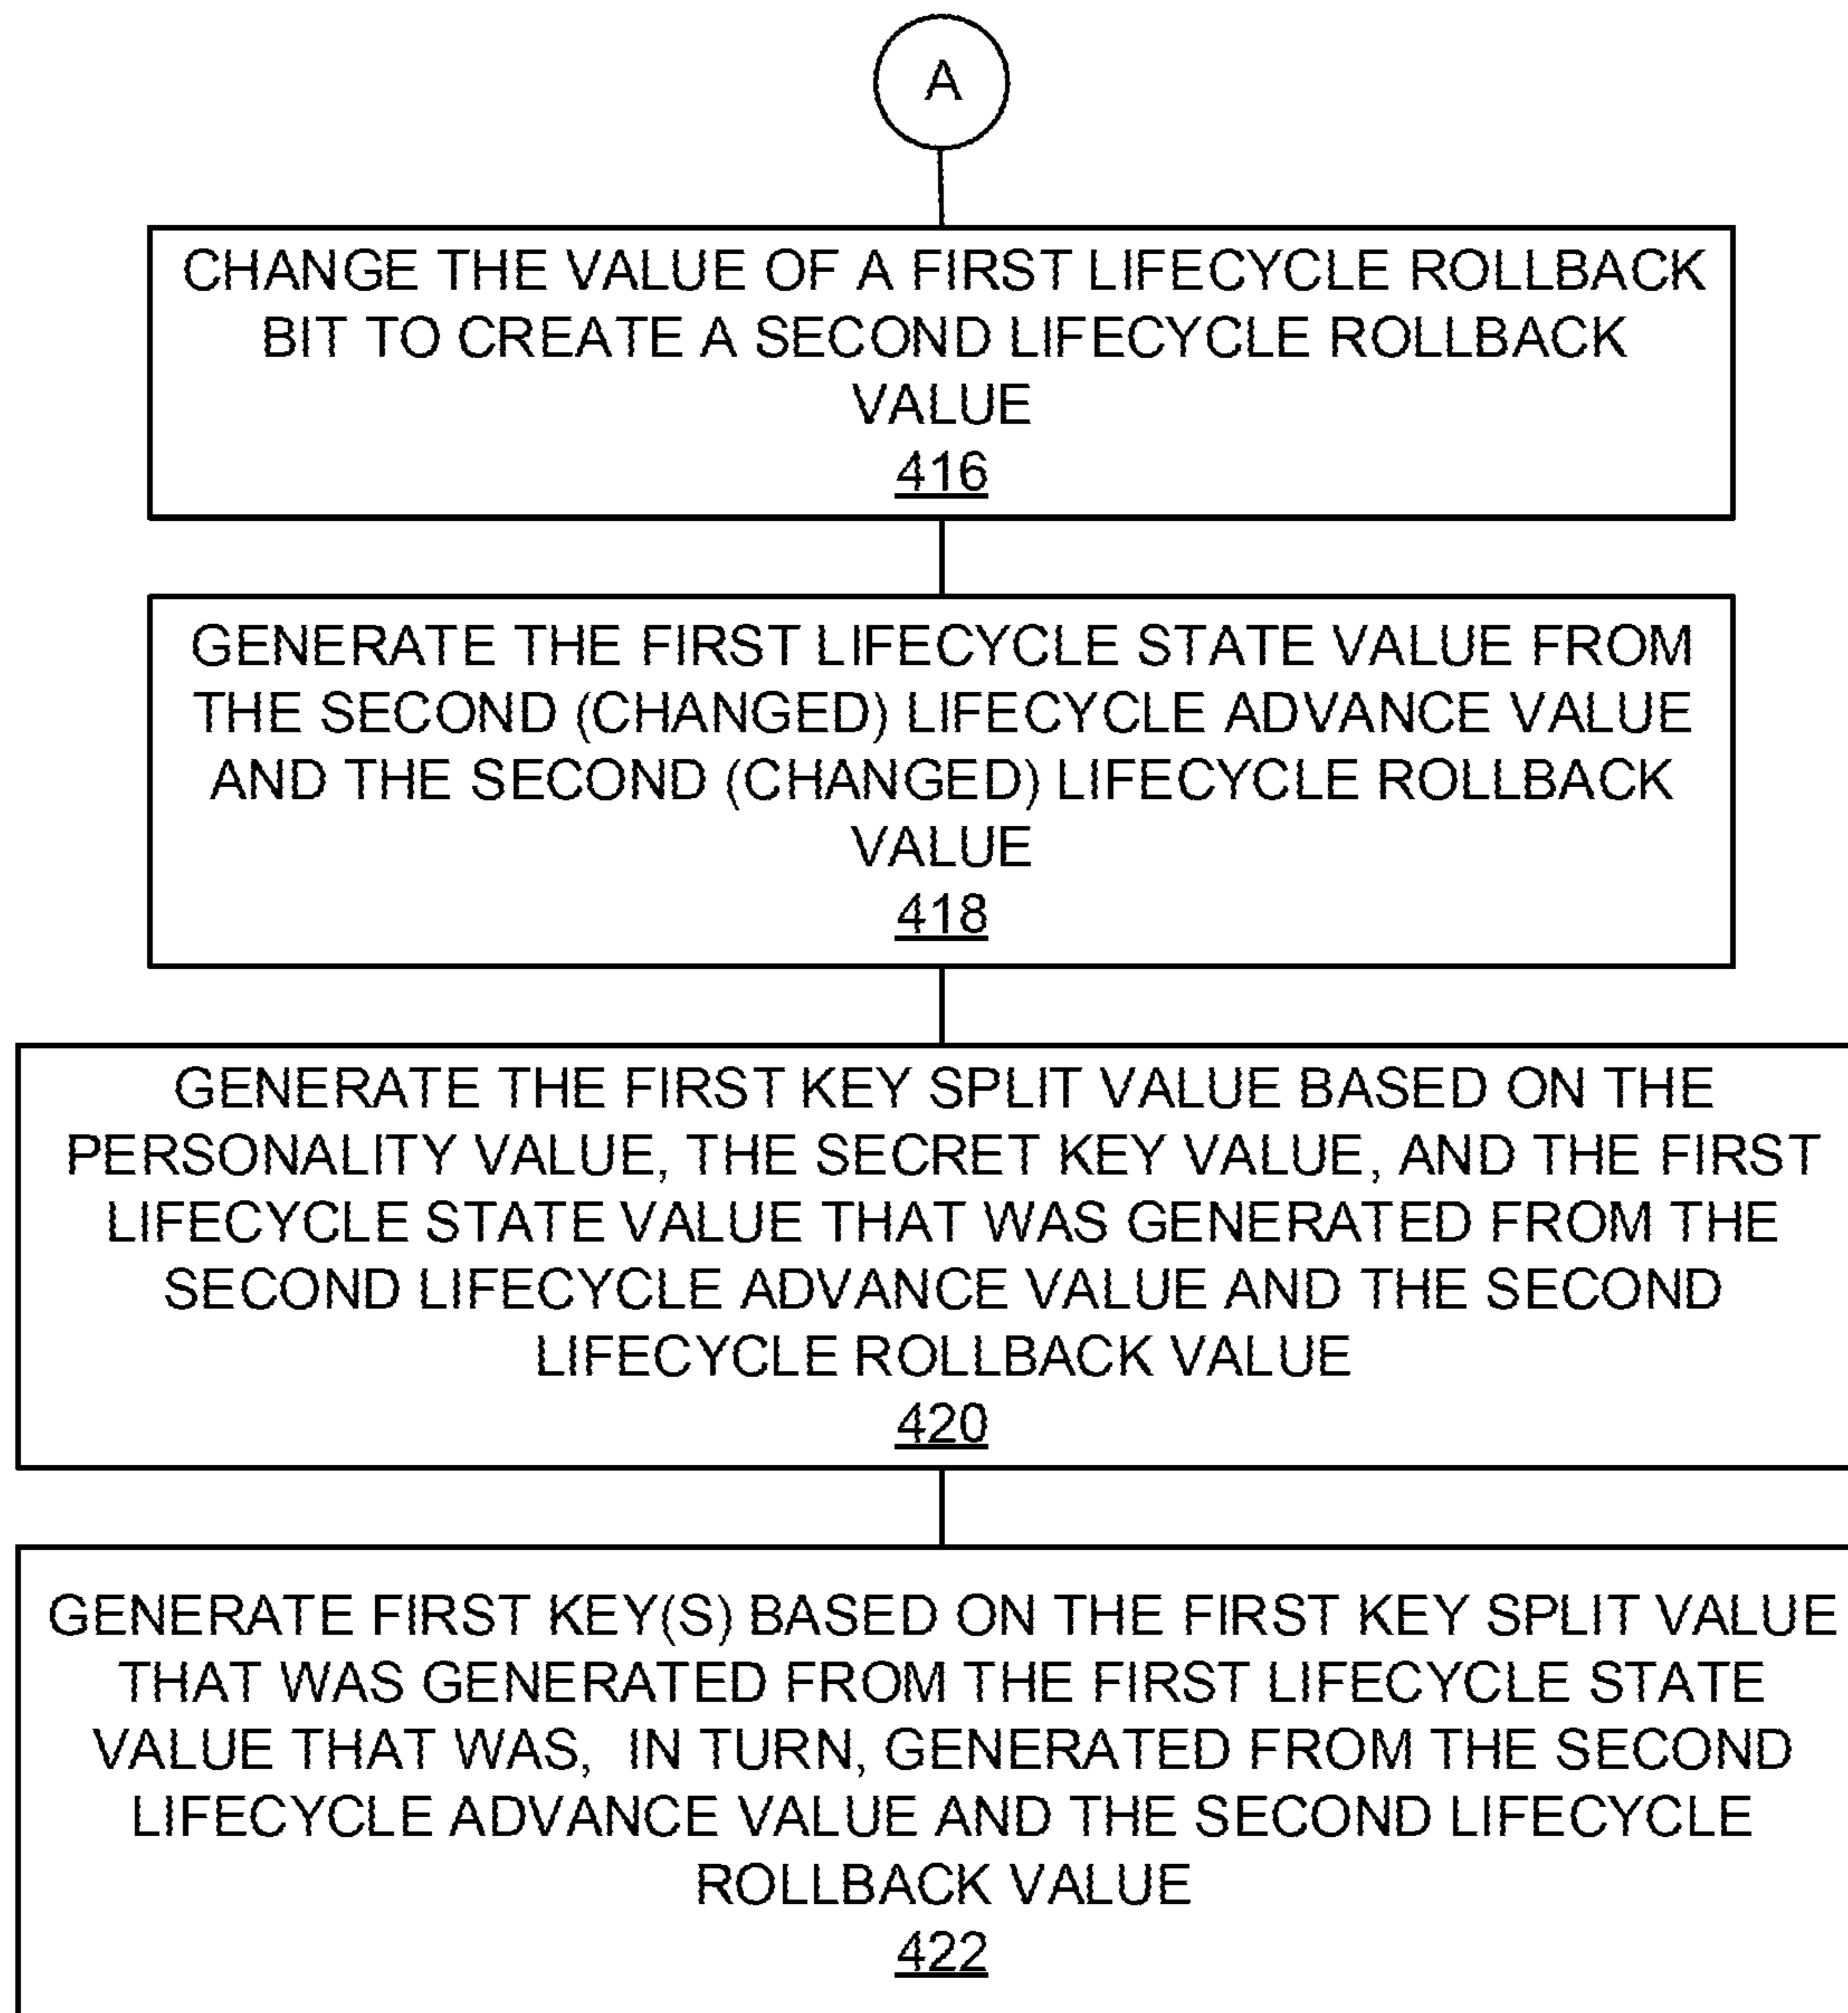 A
CHANGE THE VALUE OF A FIRST LIFECYCLE ROLLBACK
BIT TO CREATE A SECOND LIFECYCLE ROLLBACK
VALUE
416
GENERATE THE FIRST LIFECYCLE STATE VALUE FROM
THE SECOND (CHANGED) LIFECYCLE ADVANCE VALUE
AND THE SECOND (CHANGED) LIFECYCLE ROLLBACK
VALUE
418
GENERATE THE FIRST KEY SPLIT VALUE BASED ON THE
PERSONALITY VALUE, THE SECRET KEY VALUE, AND THE FIRST
LIFECYCLE STATE VALUE THAT WAS GENERATED FROM THE
SECOND LIFECYCLE ADVANCE VALUE AND THE SECOND
LIFECYCLE ROLLBACK VALUE
420
GENERATE FIRST KEY(S) BASED ON THE FIRST KEY SPLIT VALUE
THAT WAS GENERATED FROM THE FIRST LIFECYCLE STATE
VALUE THAT WAS, IN TURN, GENERATED FROM THE SECOND
LIFECYCLE ADVANCE VALUE AND THE SECOND LIFECYCLE
ROLLBACK VALUE
422